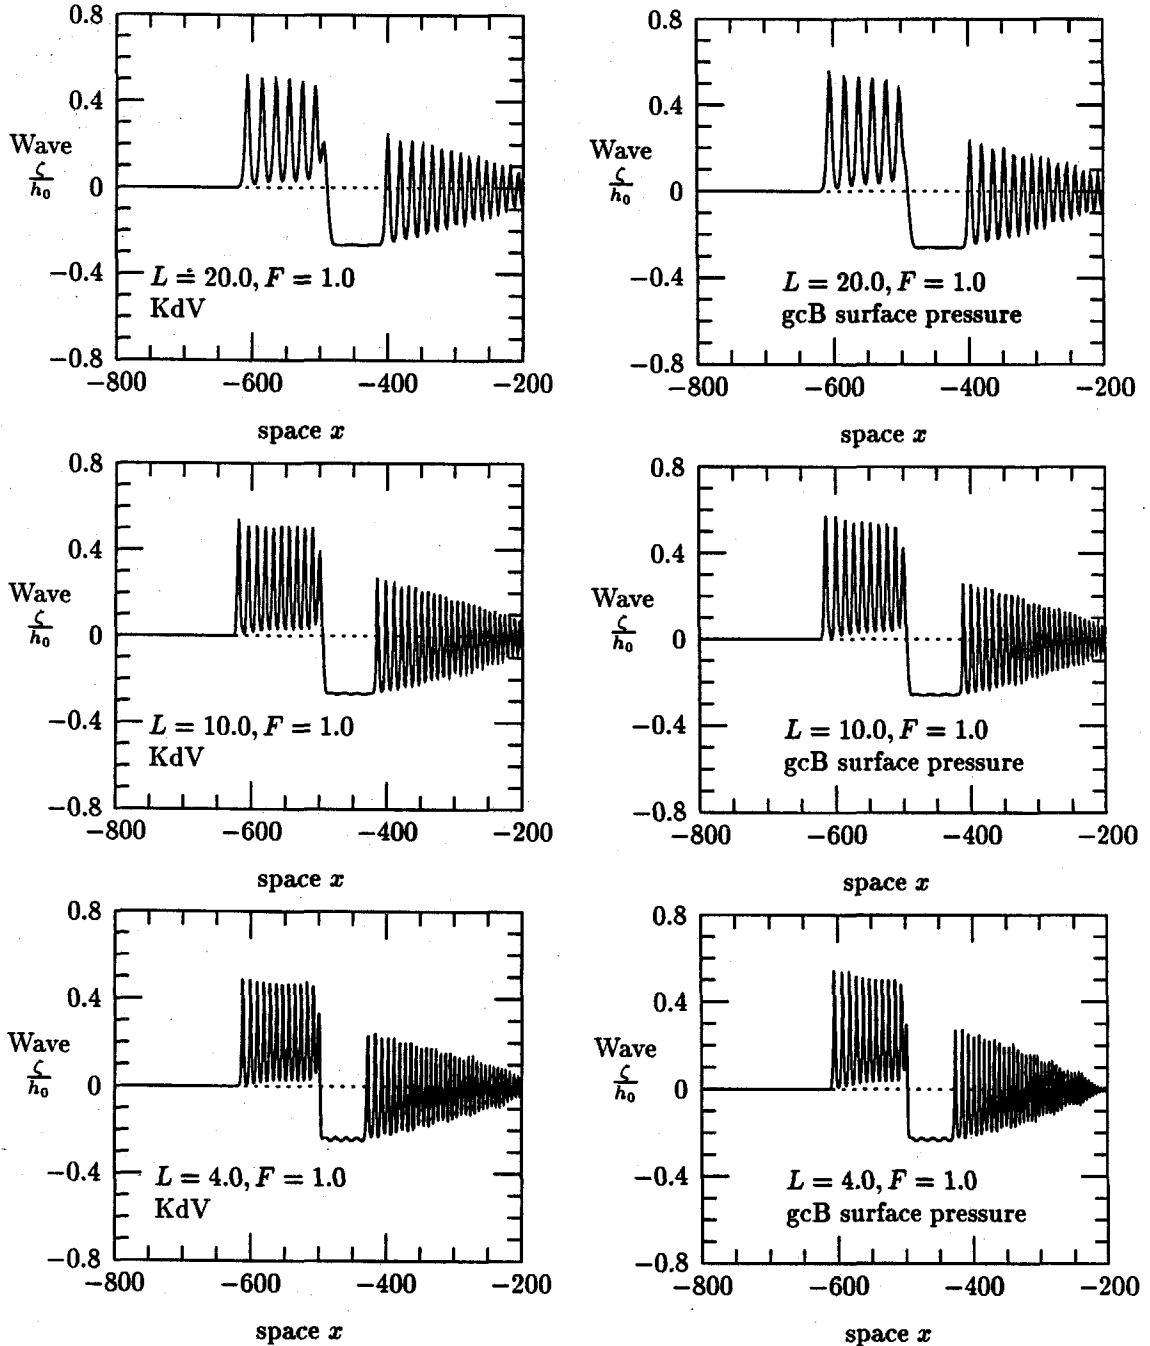 0.8
0.4
Wave
ζ
h₀
0
−0.4
−0.8
L = 20.0, F = 1.0
KdV
−800 −600 −400 −200
space x
0.8
0.4
Wave
ζ
h₀
0
−0.4
−0.8
L = 20.0, F = 1.0
gcB surface pressure
−800 −600 −400 −200
space x
0.8
0.4
Wave
ζ
h₀
0
−0.4
−0.8
L = 10.0, F = 1.0
KdV
−800 −600 −400 −200
space x
0.8
0.4
Wave
ζ
h₀
0
−0.4
−0.8
L = 10.0, F = 1.0
gcB surface pressure
−800 −600 −400 −200
space x
0.8
0.4
Wave
ζ
h₀
0
−0.4
−0.8
L = 4.0, F = 1.0
KdV
−800 −600 −400 −200
space x
0.8
0.4
Wave
ζ
h₀
0
−0.4
−0.8
L = 4.0, F = 1.0
gcB surface pressure
−800 −600 −400 −200
space x